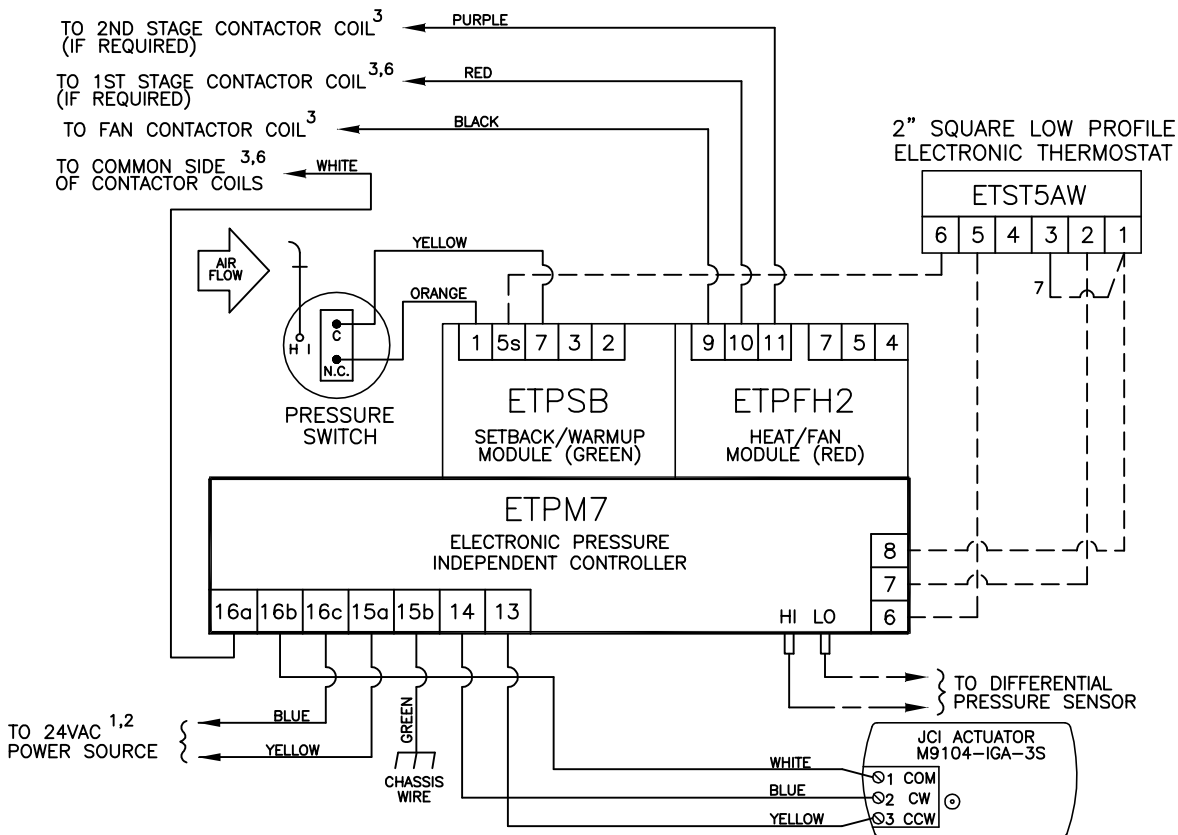 TO 2ND STAGE CONTACTOR COIL 3
(IF REQUIRED)
PURPLE
TO 1ST STAGE CONTACTOR COIL 3,6
(IF REQUIRED)
RED
TO FAN CONTACTOR COIL 3
BLACK
TO COMMON SIDE 3,6
OF CONTACTOR COILS
WHITE
2" SQUARE LOW PROFILE
ELECTRONIC THERMOSTAT
ETST5AW
6 5 4 3 2 1
7
AIR
FLOW
YELLOW
ORANGE
H I
C
N.C.
PRESSURE
SWITCH
1 5s 7 3 2
9 10 11 7 5 4
ETPSB
SETBACK/WARMUP
MODULE (GREEN)
ETPFH2
HEAT/FAN
MODULE (RED)
ETPM7
ELECTRONIC PRESSURE
INDEPENDENT CONTROLLER
8
7
6
16a 16b 16c 15a 15b 14 13
HI LO
TO DIFFERENTIAL
PRESSURE SENSOR
TO 24VAC 1,2
POWER SOURCE
BLUE
YELLOW
GREEN
CHASSIS
WIRE
JCI ACTUATOR
M9104-IGA-3S
WHITE
1 COM
BLUE
2 CW
YELLOW
3 CCW